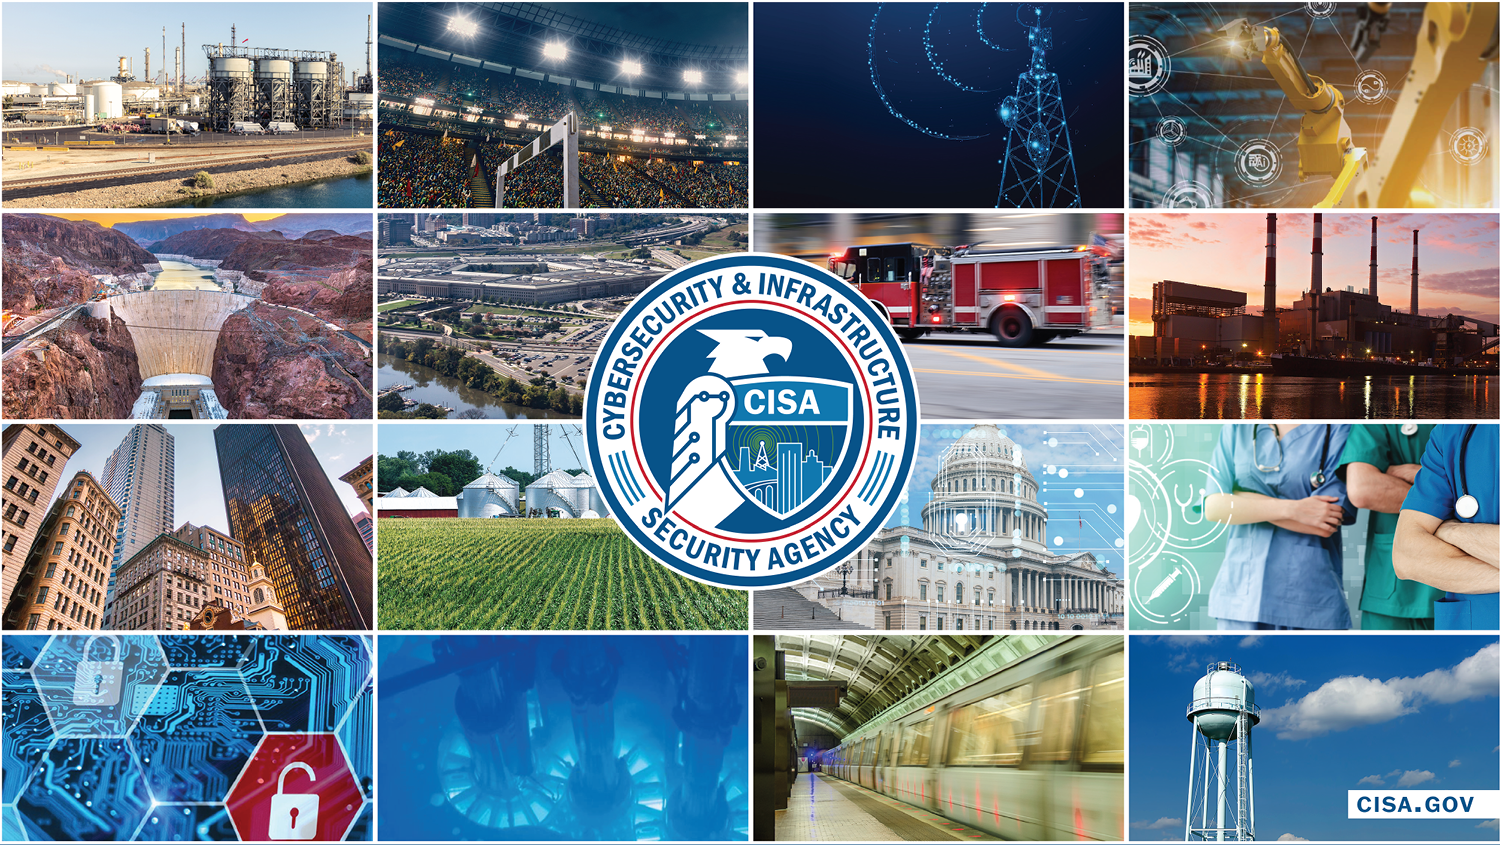 CYBERSECURITY & INFRASTRUCTURE
CISA
SECURITY AGENCY
CISA.GOV